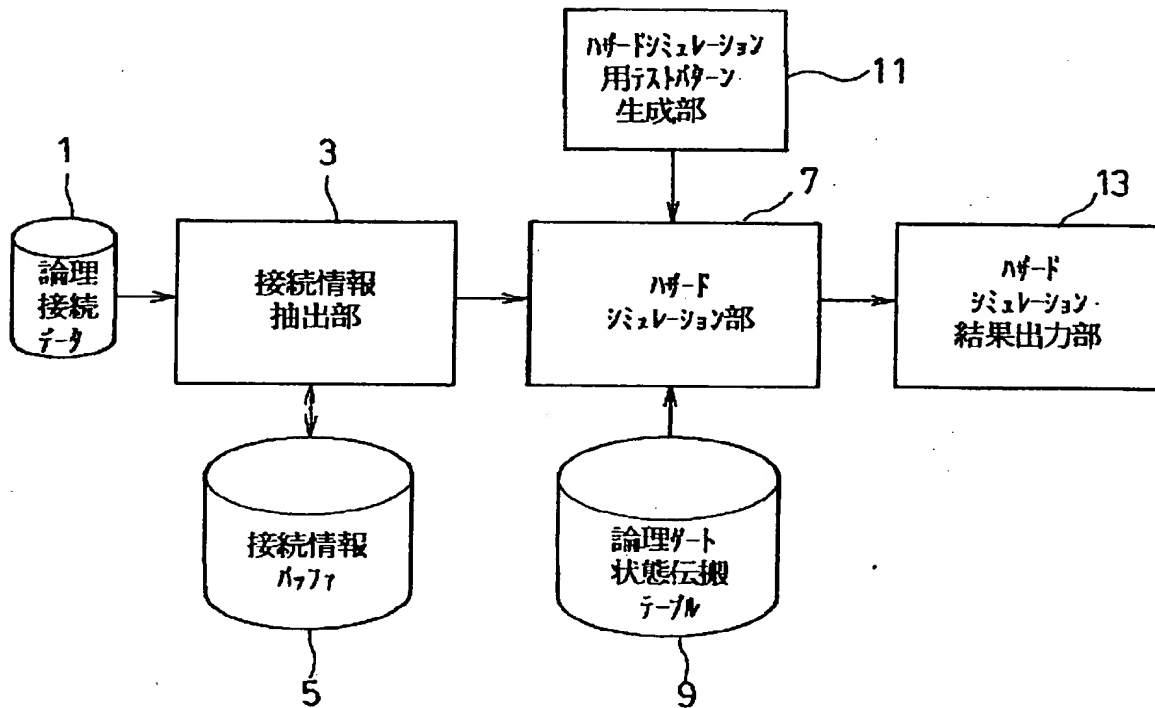 ハザードシミュレーション
用テストパターン
生成部
11
1
3
7
13
論理
接続
データ
接続情報
抽出部
ハザード
シミュレーション部
ハザード
シミュレーション
結果出力部
接続情報
バッファ
論理ゲート
状態伝搬
テーブル
5
9